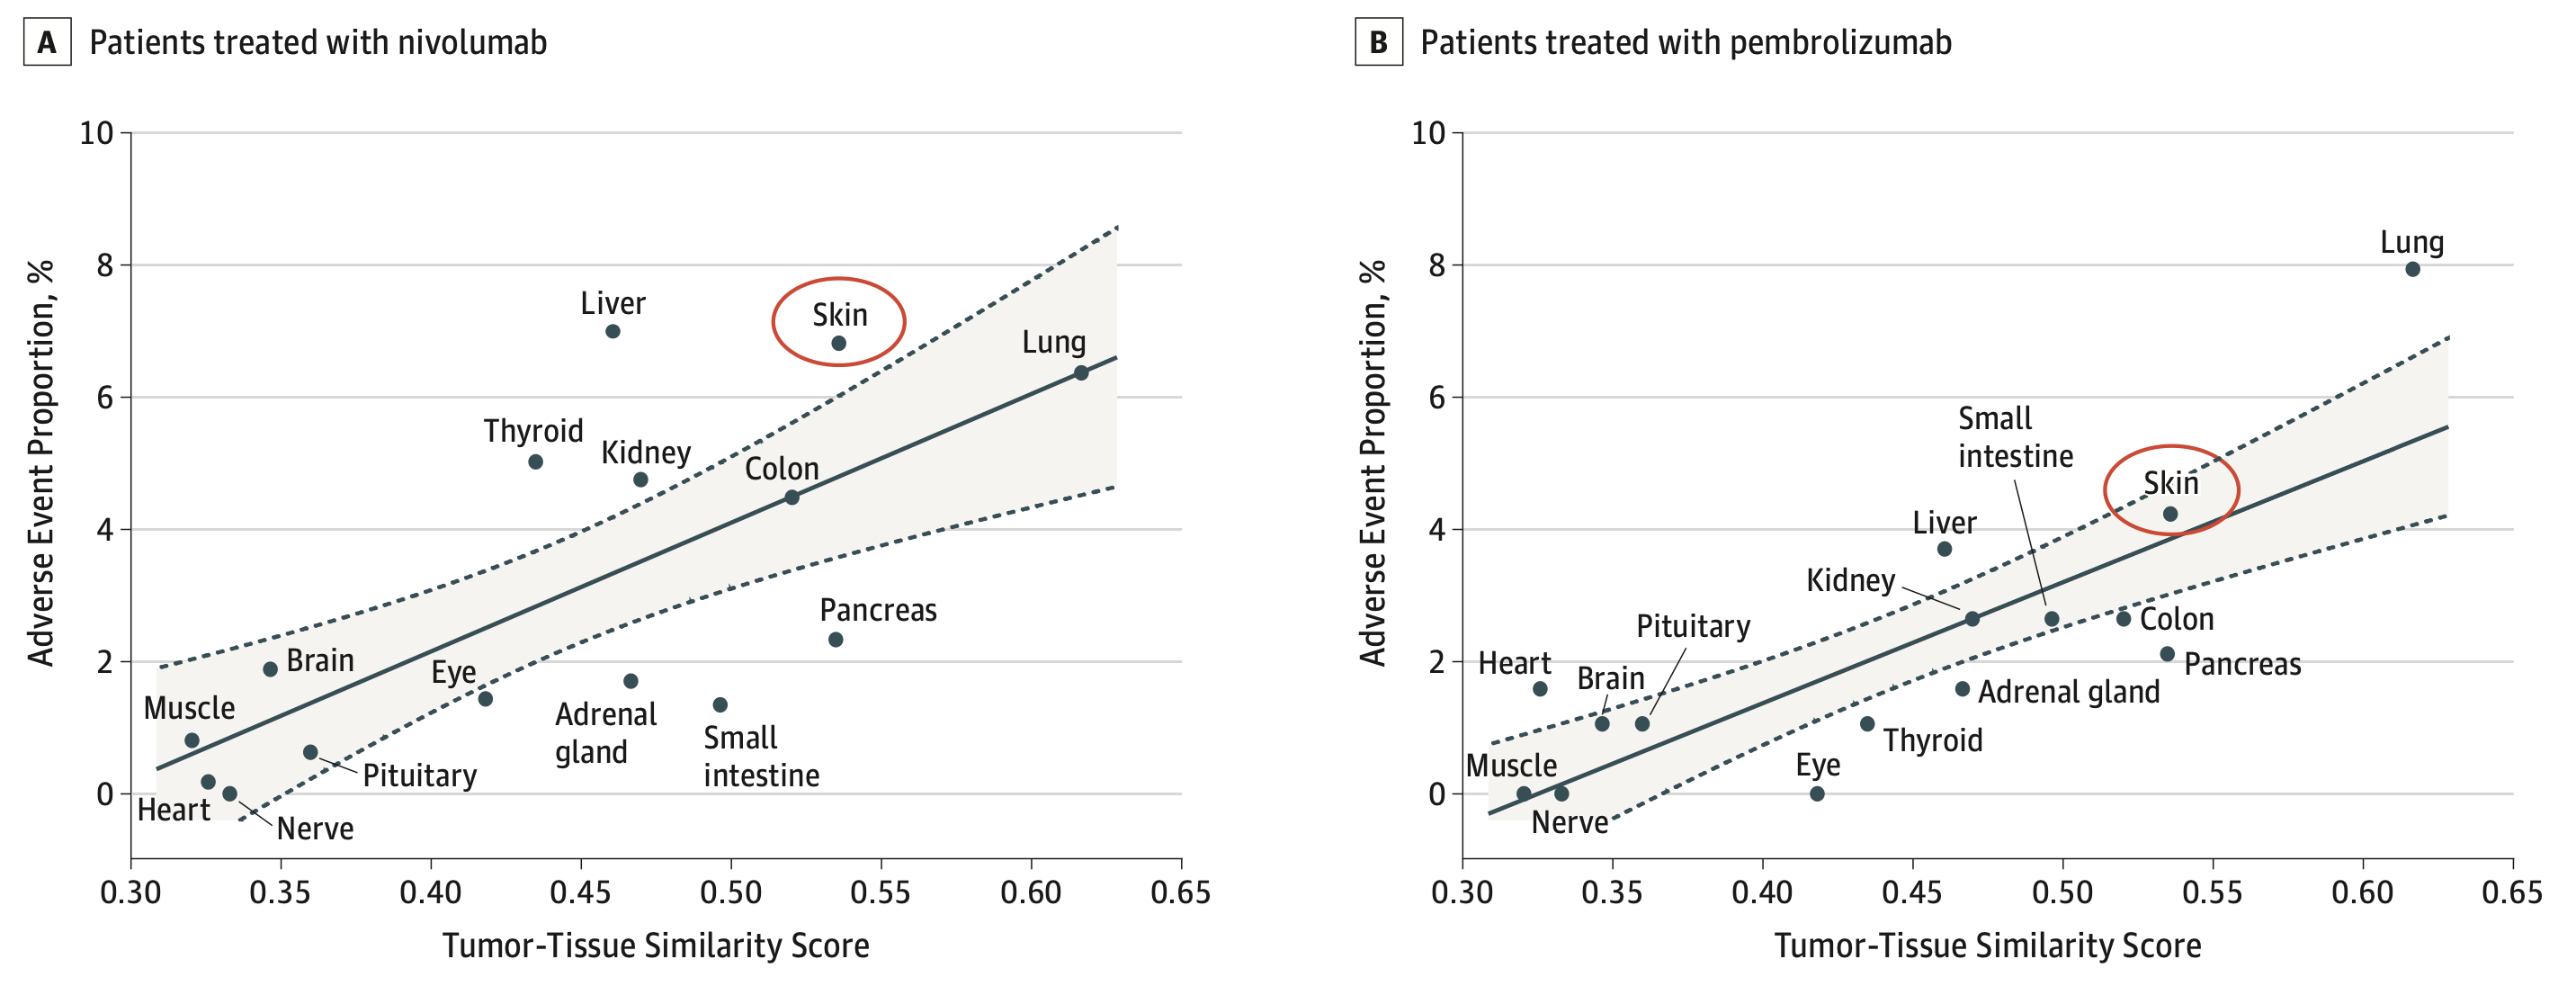 A Patients treated with nivolumab
10
8
6
4
2
0
Adverse Event Proportion, %
Liver
Skin
Lung
Thyroid
Kidney
Colon
Pancreas
Brain
Eye
Muscle
Adrenal
gland
Small
intestine
Pituitary
Heart
Nerve
0.30 0.35 0.40 0.45 0.50 0.55 0.60 0.65
Tumor-Tissue Similarity Score
B Patients treated with pembrolizumab
10
8
6
4
2
0
Adverse Event Proportion, %
Lung
Small
intestine
Skin
Liver
Kidney
Pituitary
Colon
Heart
Brain
Pancreas
Adrenal gland
Thyroid
Muscle
Eye
Nerve
0.30 0.35 0.40 0.45 0.50 0.55 0.60 0.65
Tumor-Tissue Similarity Score